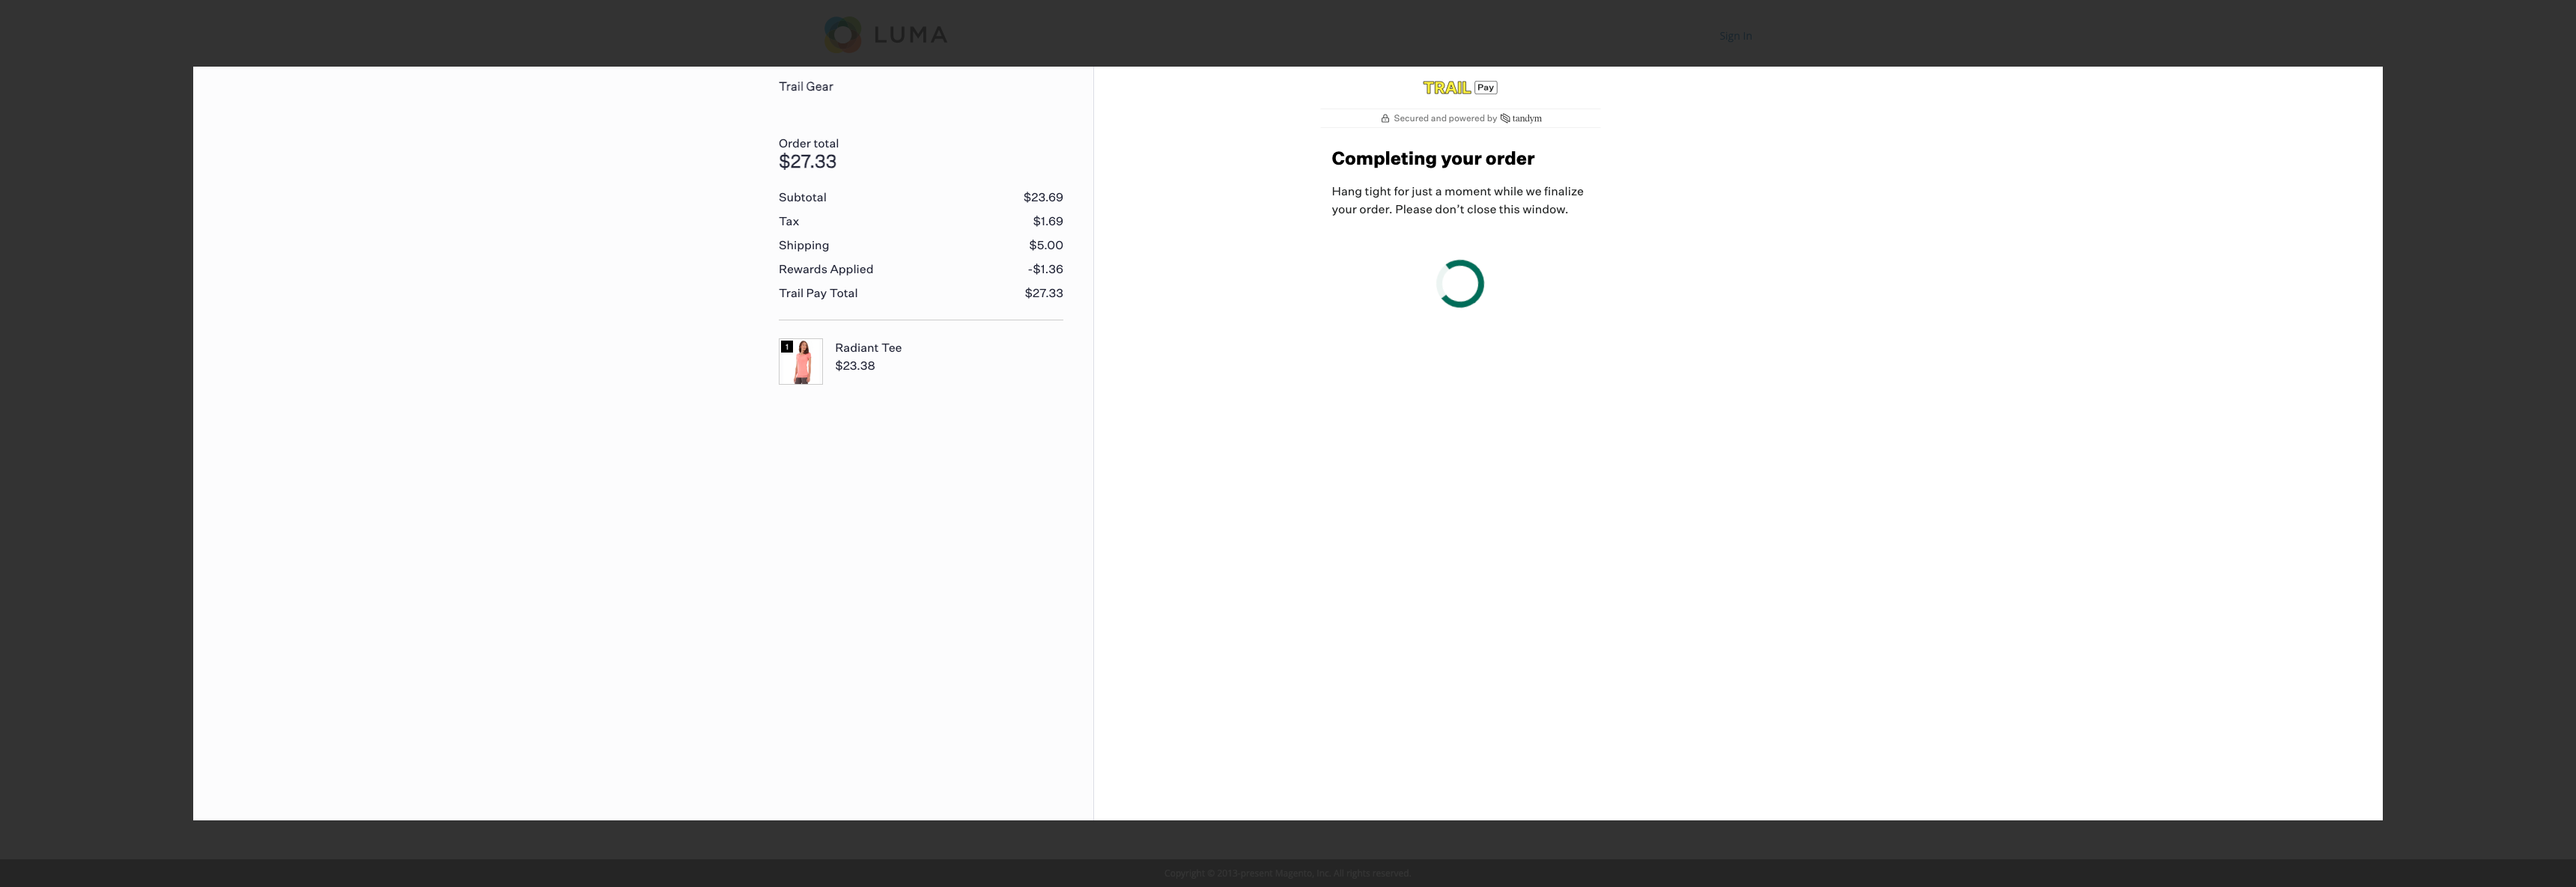 LUMA
Sign In
Trail Gear
Order total
$27.33
Subtotal $23.69
Tax $1.69
Shipping $5.00
Rewards Applied -$1.36
Trail Pay Total $27.33
1
Radiant Tee
$23.38
TRAIL Pay
Secured and powered by tandym
Completing your order
Hang tight for just a moment while we finalize
your order. Please don't close this window.
Copyright © 2013-present Magento, Inc. All rights reserved.